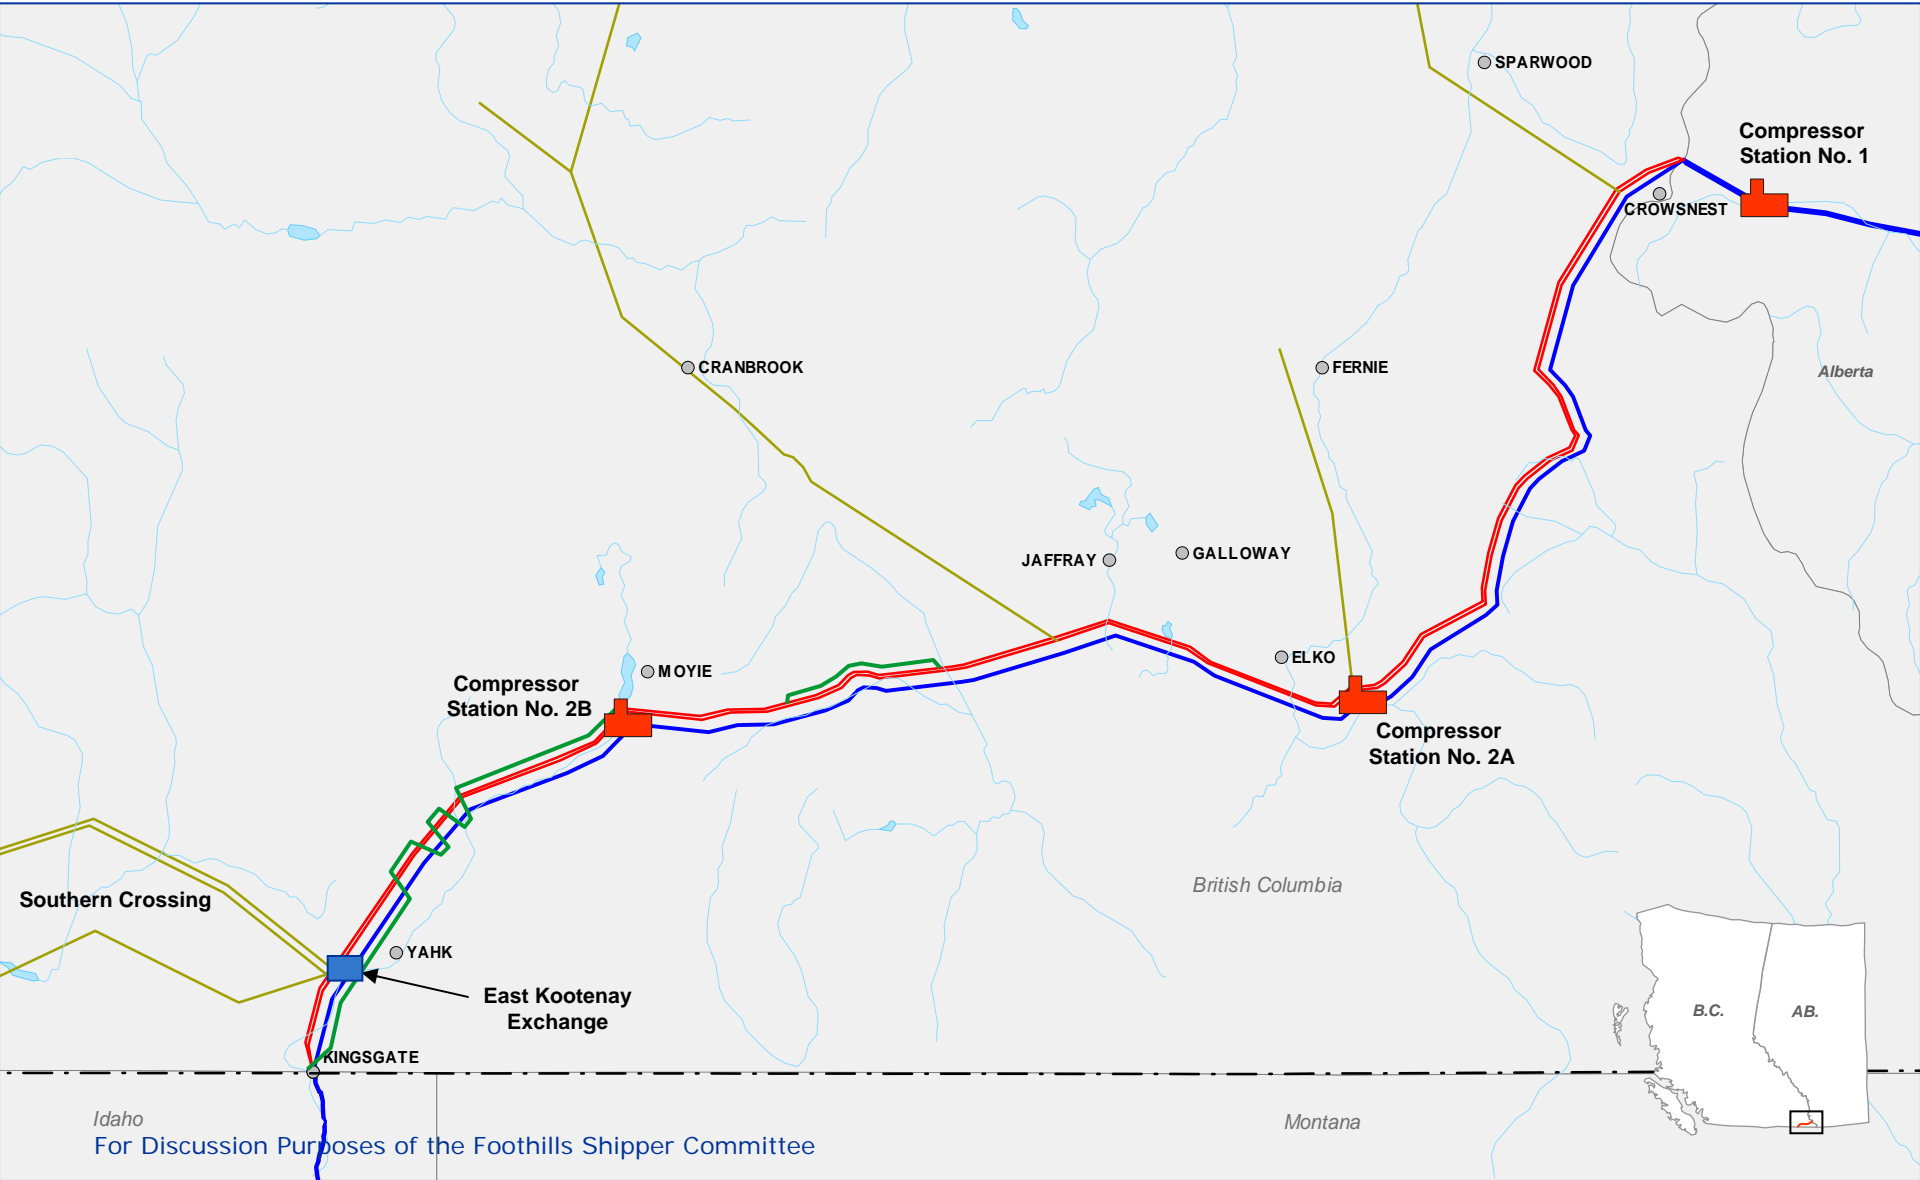 SPARWOOD
Compressor
Station No. 1
CROWSNEST
CRANBROOK
FERNIE
Alberta
JAFFRAY
GALLOWAY
ELKO
MOYIE
Compressor
Station No. 2B
Compressor
Station No. 2A
British Columbia
Southern Crossing
YAHK
East Kootenay
Exchange
B.C.
AB.
KINGSGATE
Idaho
Montana
For Discussion Purposes of the Foothills Shipper Committee